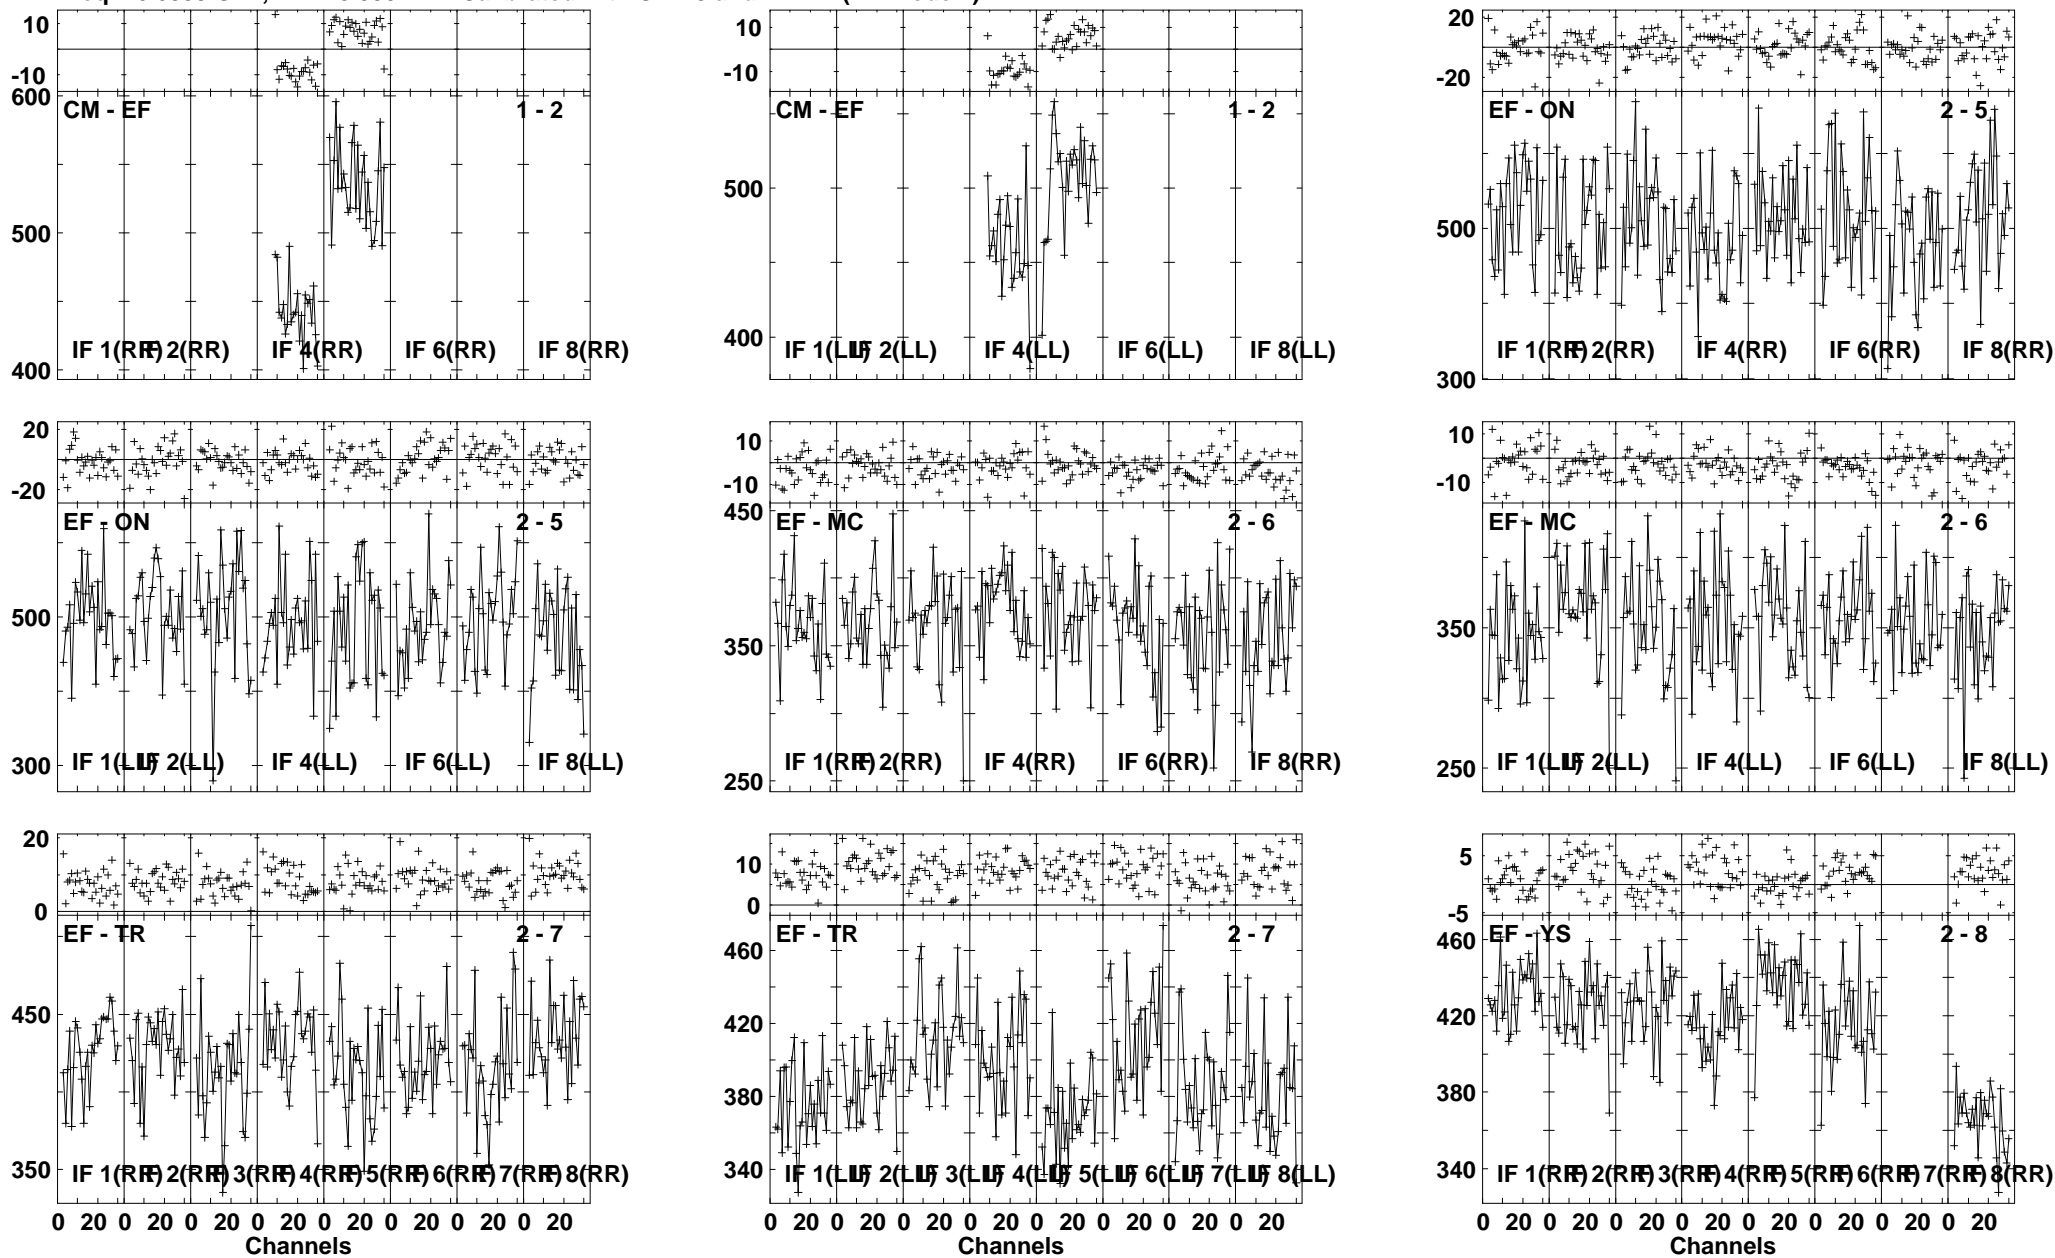 10
-10
600
500
400
CM - EF
1 - 2
IF 1(RR)
IF 2(RR)
IF 4(RR)
IF 6(RR)
IF 8(RR)
10
-10
500
400
CM - EF
1 - 2
IF 1(LL)
IF 2(LL)
IF 4(LL)
IF 6(LL)
IF 8(LL)
20
-20
500
300
EF - ON
2 - 5
IF 1(RR)
IF 2(RR)
IF 4(RR)
IF 6(RR)
IF 8(RR)
20
-20
500
300
EF - ON
2 - 5
IF 1(LL)
IF 2(LL)
IF 4(LL)
IF 6(LL)
IF 8(LL)
10
-10
450
350
250
EF - MC
2 - 6
IF 1(RR)
IF 2(RR)
IF 4(RR)
IF 6(RR)
IF 8(RR)
10
-10
350
250
EF - MC
2 - 6
IF 1(LL)
IF 2(LL)
IF 4(LL)
IF 6(LL)
IF 8(LL)
20
0
450
350
EF - TR
2 - 7
IF 1(RR)
IF 2(RR)
IF 3(RR)
IF 4(RR)
IF 5(RR)
IF 6(RR)
IF 7(RR)
IF 8(RR)
0 20 0 20 0 20 0 20 0 20 0 20 0 20 0 20
Channels
10
0
460
420
380
340
EF - TR
2 - 7
IF 1(LL)
IF 2(LL)
IF 3(LL)
IF 4(LL)
IF 5(LL)
IF 6(LL)
IF 7(LL)
IF 8(LL)
0 20 0 20 0 20 0 20 0 20 0 20 0 20 0 20
Channels
5
-5
460
420
380
340
EF - YS
2 - 8
IF 1(RR)
IF 2(RR)
IF 3(RR)
IF 4(RR)
IF 5(RR)
IF 6(RR)
IF 7(RR)
IF 8(RR)
0 20 0 20 0 20 0 20 0 20 0 20 0 20 0 20
Channels